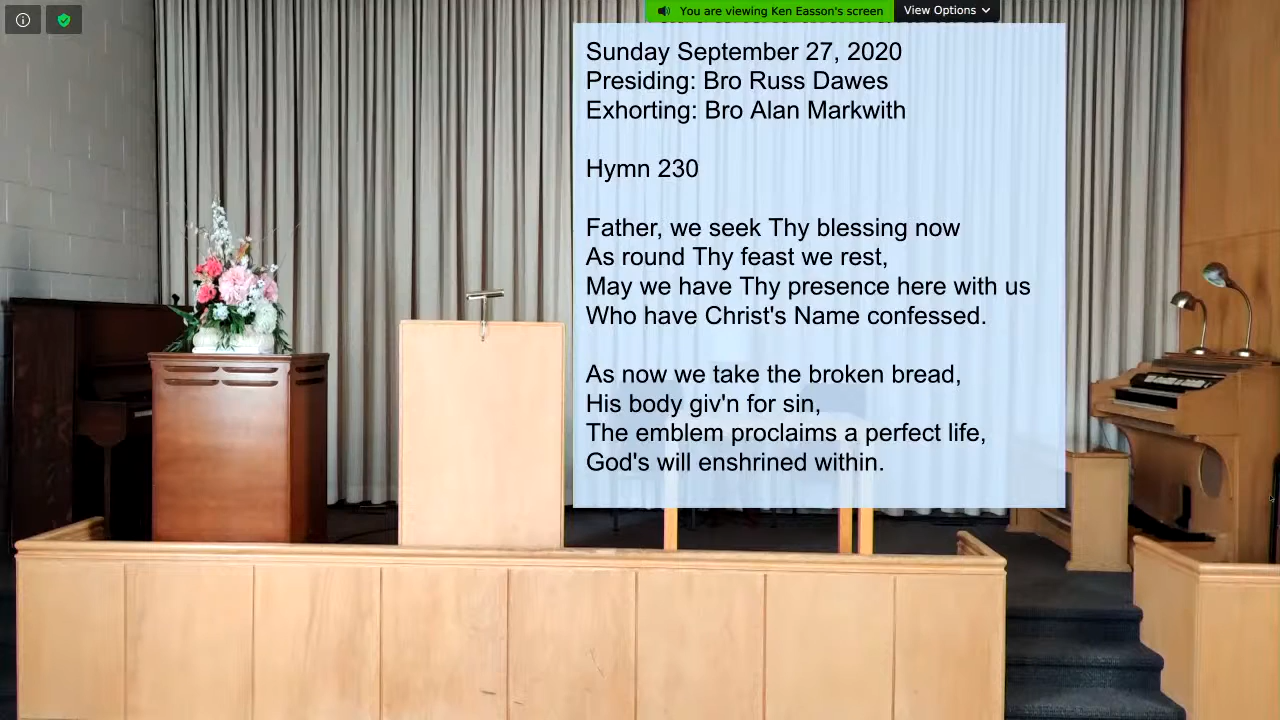 You are viewing Ken Easson's screen View Options
Sunday September 27, 2020
Presiding: Bro Russ Dawes
Exhorting: Bro Alan Markwith
Hymn 230
Father, we seek Thy blessing now
As round Thy feast we rest,
May we have Thy presence here with us
Who have Christ's Name confessed.
As now we take the broken bread,
His body giv'n for sin,
The emblem proclaims a perfect life,
God's will enshrined within.